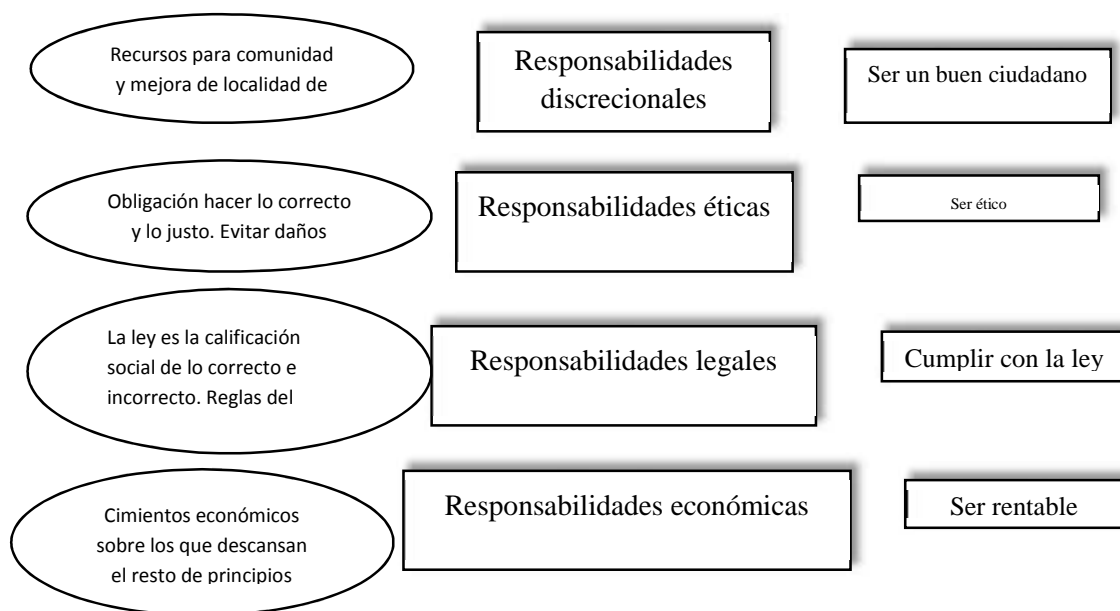 Recursos para comunidad
y mejora de localidad de
Responsabilidades
discrecionales
Ser un buen ciudadano
Obligación hacer lo correcto
y lo justo. Evitar daños
Responsabilidades éticas
Ser ético
La ley es la calificación
social de lo correcto e
incorrecto. Reglas del
Responsabilidades legales
Cumplir con la ley
Cimientos económicos
sobre los que descansan
el resto de principios
Responsabilidades económicas
Ser rentable